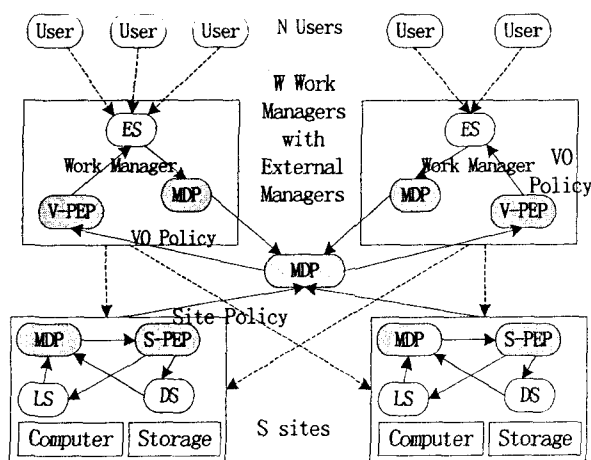 User User User N Users User User
W Work
Managers
with
External
Managers
ES
Work Manager
MDP
V-PEP
VO Policy
ES
Work Manager
VO
Policy
MDP
V-PEP
MDP
Site Policy
MDP S-PEP
LS DS
Computer Storage
S sites
MDP S-PEP
LS DS
Computer Storage